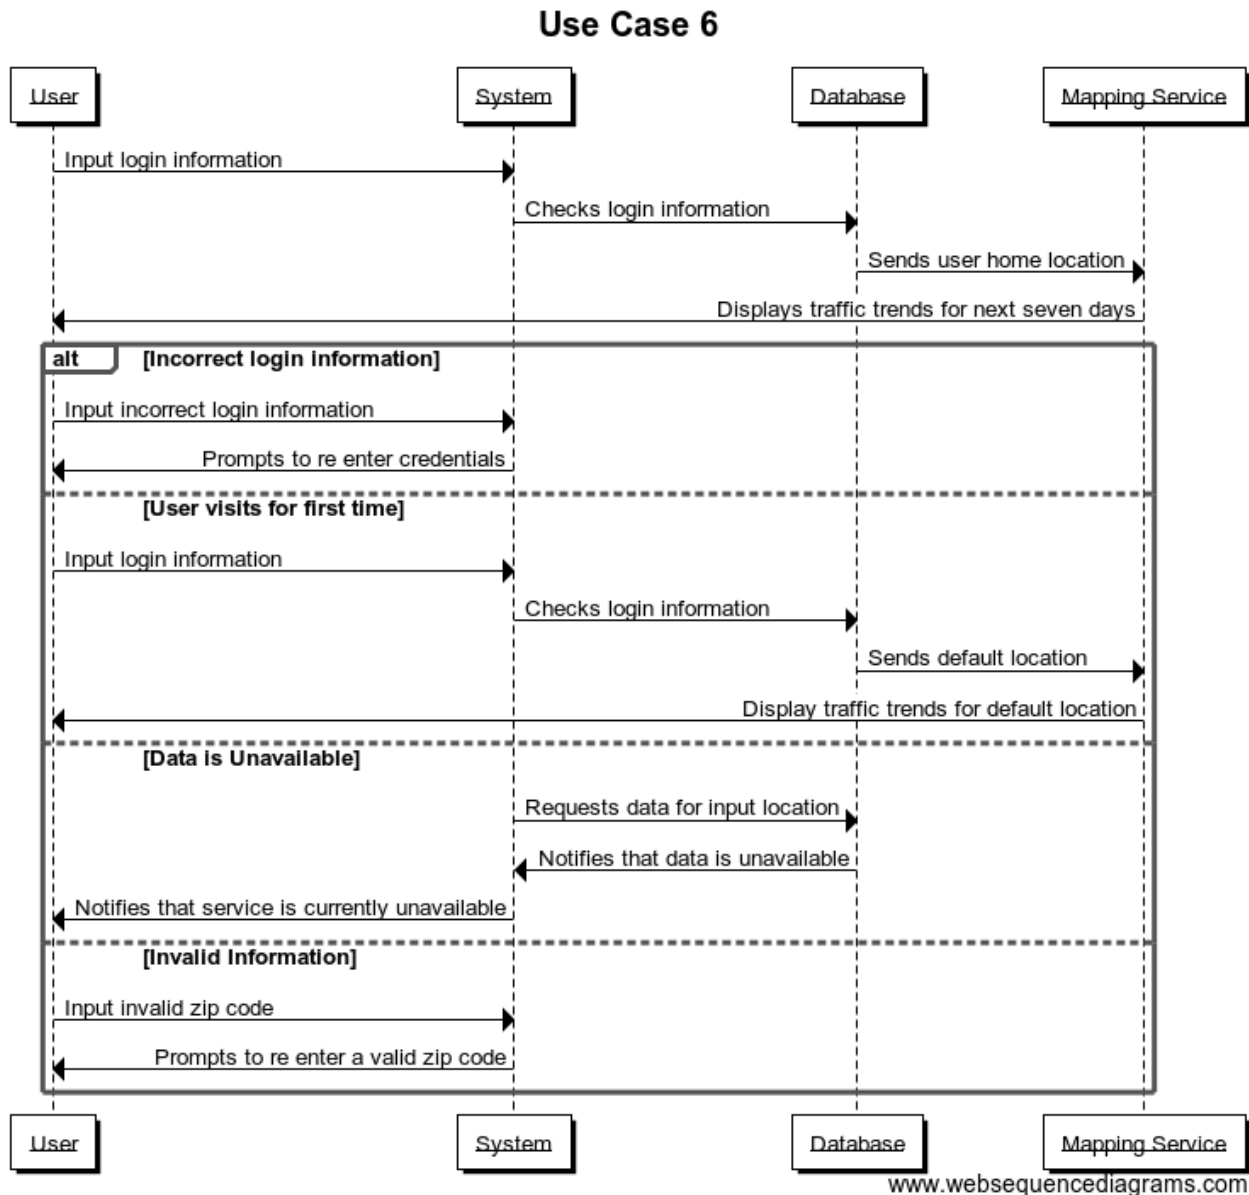 Use Case 6
User
System
Database
Mapping Service
Input login information
Checks login information
Sends user home location
Displays traffic trends for next seven days
alt
[Incorrect login information]
Input incorrect login information
Prompts to re enter credentials
[User visits for first time]
Input login information
Checks login information
Sends default location
Display traffic trends for default location
[Data is Unavailable]
Requests data for input location
Notifies that data is unavailable
Notifies that service is currently unavailable
[Invalid Information]
Input invalid zip code
Prompts to re enter a valid zip code
User
System
Database
Mapping Service
www.websequencediagrams.com